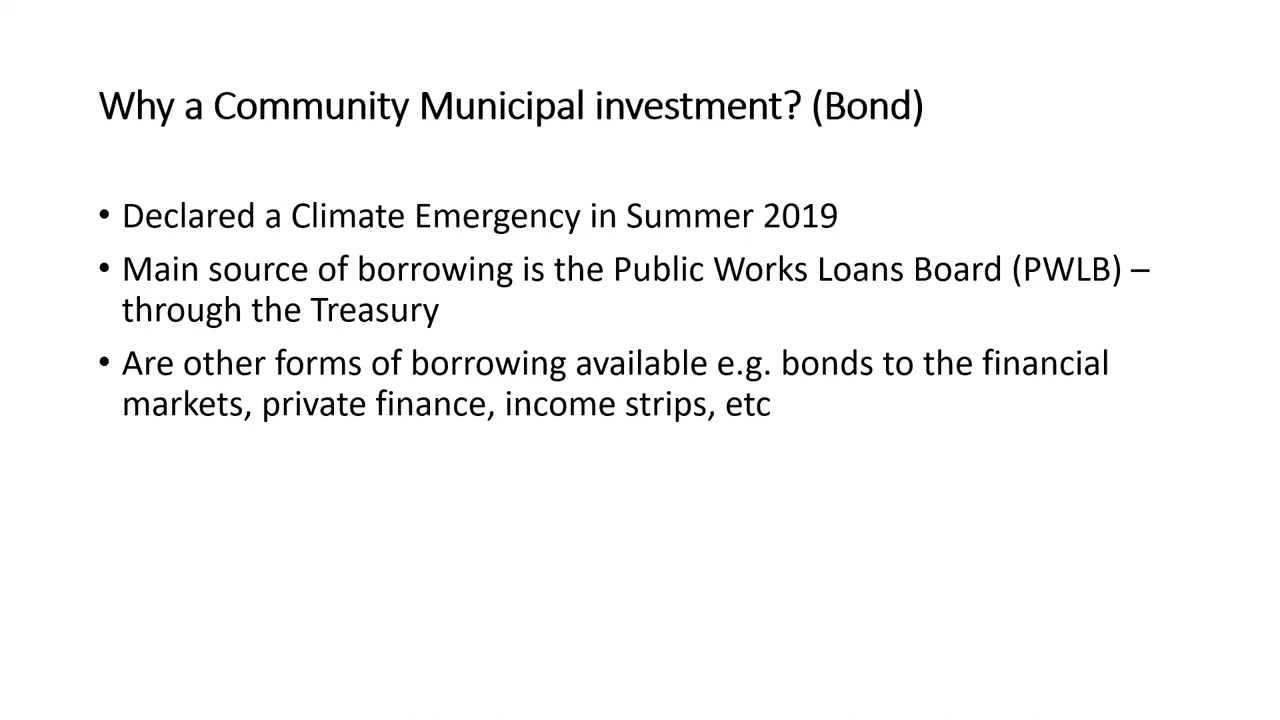 Why a Community Municipal investment? (Bond)
• Declared a Climate Emergency in Summer 2019
• Main source of borrowing is the Public Works Loans Board (PWLB) –
through the Treasury
• Are other forms of borrowing available e.g. bonds to the financial
markets, private finance, income strips, etc